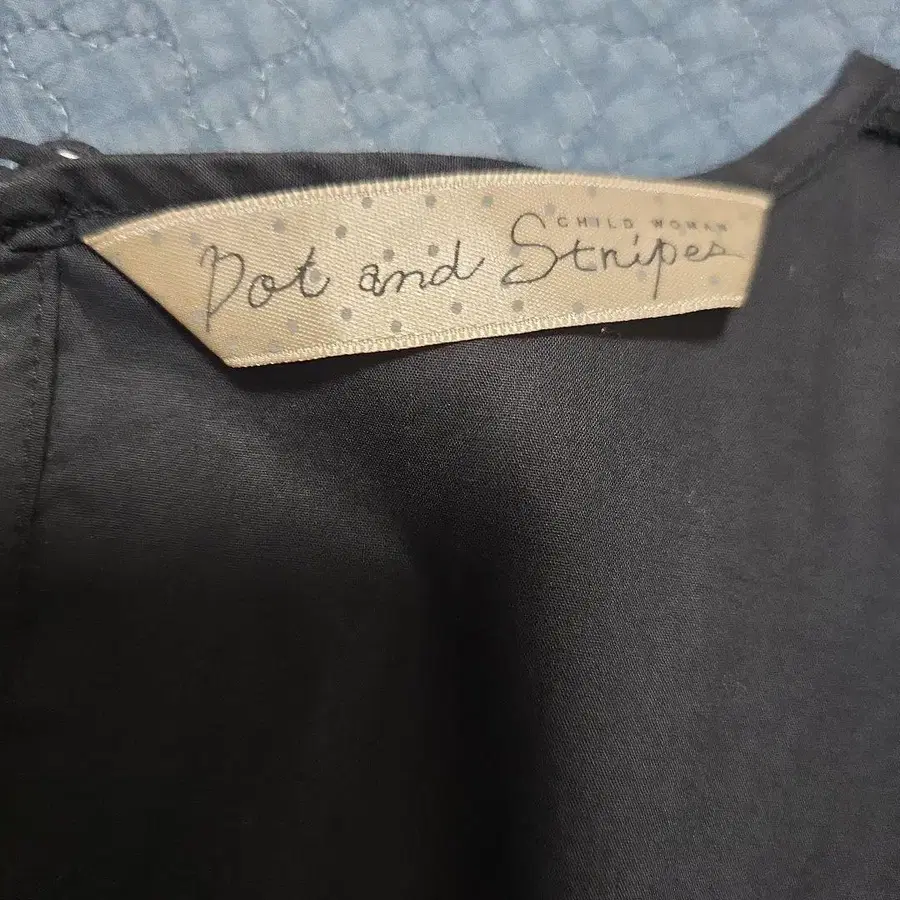 CHILD WOMAN
Dot and Stripes